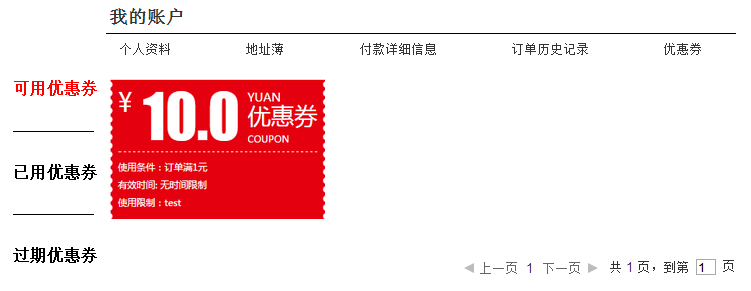 我的账户
个人资料 地址薄 付款详细信息 订单历史记录 优惠券
可用优惠券
已用优惠券
过期优惠券
¥ 10.0 YUAN
优惠券
COUPON
使用条件：订单满1元
有效时间: 无时间限制
使用限制：test
上一页 1 下一页 共 1 页，到第 1 页